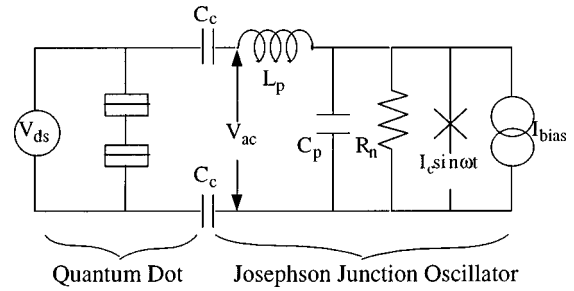 C_c
L_p
V_ds
V_ac
C_p
R_n
I_c sin ωt
I_bias
C_c
Quantum Dot
Josephson Junction Oscillator